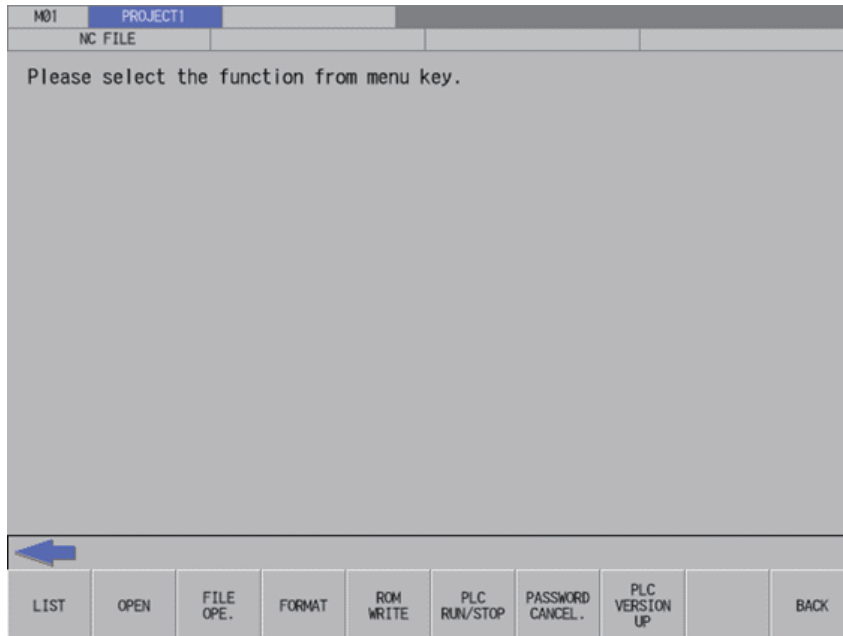 MØ1 PROJECT1
NC FILE
Please select the function from menu key.
LIST
OPEN
FILE
OPE.
FORMAT
ROM
WRITE
PLC
RUN/STOP
PASSWORD
CANCEL.
PLC
VERSION
UP
BACK